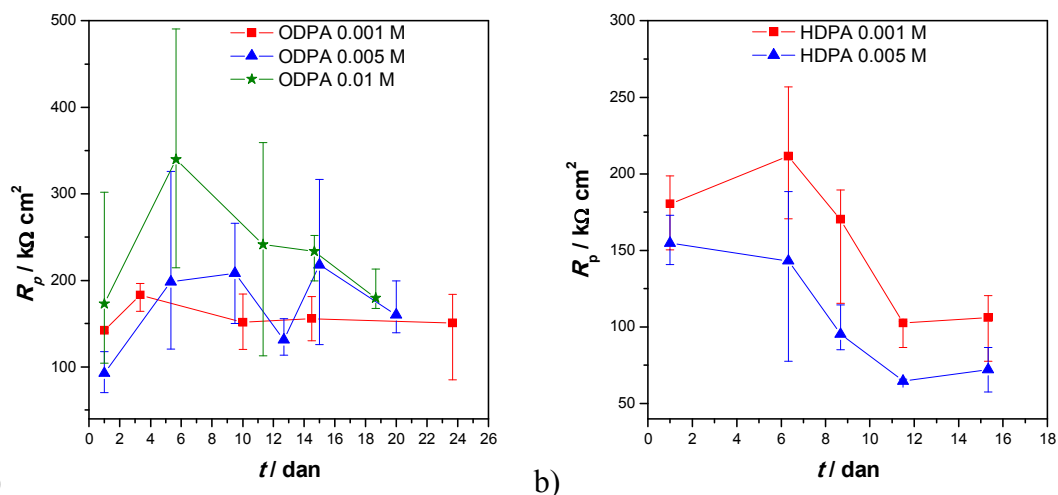 500
400
300
200
100
R_p / kΩ cm²
ODPA 0.001 M
ODPA 0.005 M
ODPA 0.01 M
0 2 4 6 8 10 12 14 16 18 20 22 24 26
t / dan
b)
300
250
200
150
100
50
R_p / kΩ cm²
HDPA 0.001 M
HDPA 0.005 M
0 2 4 6 8 10 12 14 16 18
t / dan